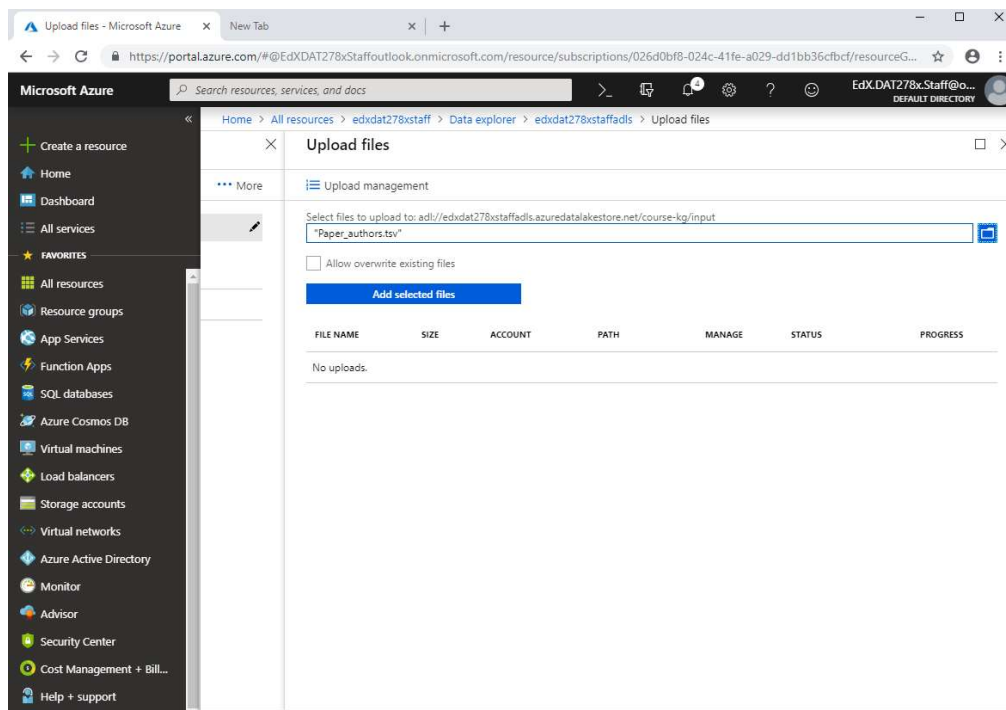 Upload files - Microsoft Azure
New Tab
https://portal.azure.com/#@EdXDAT278xStaffoutlook.onmicrosoft.com/resource/subscriptions/026d0bf8-024c-41fe-a029-dd1bb36cfbcf/resourceG...
Microsoft Azure
Search resources, services, and docs
4
EdX.DAT278x.Staff@o...
DEFAULT DIRECTORY
Home > All resources > edxdat278xstaff > Data explorer > edxdat278xstaffadls > Upload files
Create a resource
Home
Dashboard
All services
FAVORITES
All resources
Resource groups
App Services
Function Apps
SQL databases
Azure Cosmos DB
Virtual machines
Load balancers
Storage accounts
Virtual networks
Azure Active Directory
Monitor
Advisor
Security Center
Cost Management + Bill...
Help + support
••• More
Upload files
Upload management
Select files to upload to: adl://edxdat278xstaffadls.azuredatalakestore.net/course-kg/input
"Paper_authors.tsv"
Allow overwrite existing files
Add selected files
FILE NAME SIZE ACCOUNT PATH MANAGE STATUS PROGRESS
No uploads.